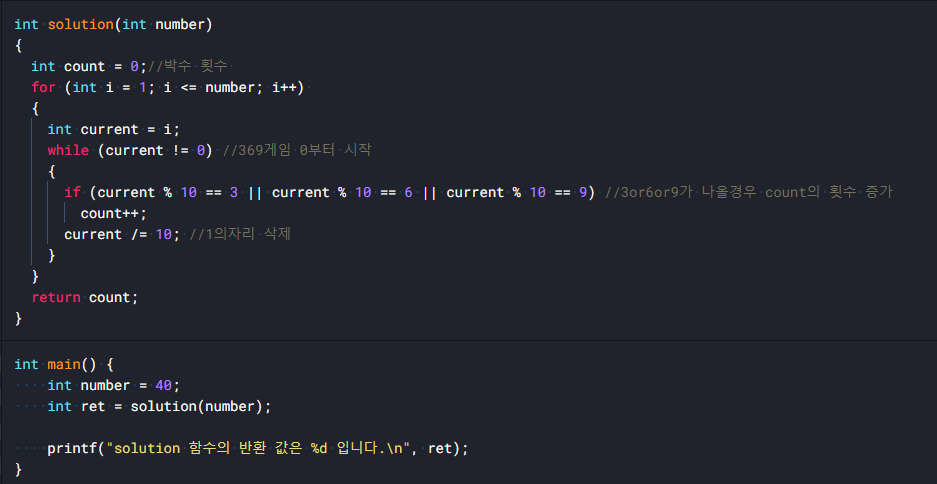 int solution(int number)
{
  int count = 0;//박수 횟수
  for (int i = 1; i <= number; i++)
  {
    int current = i;
    while (current != 0) //369게임 0부터 시작
    {
      if (current % 10 == 3 || current % 10 == 6 || current % 10 == 9) //3or6or9가 나올경우 count의 횟수 증가
        count++;
      current /= 10; //1의자리 삭제
    }
  }
  return count;
}
int main() {
    int number = 40;
    int ret = solution(number);
    printf("solution 함수의 반환 값은 %d 입니다.\n", ret);
}